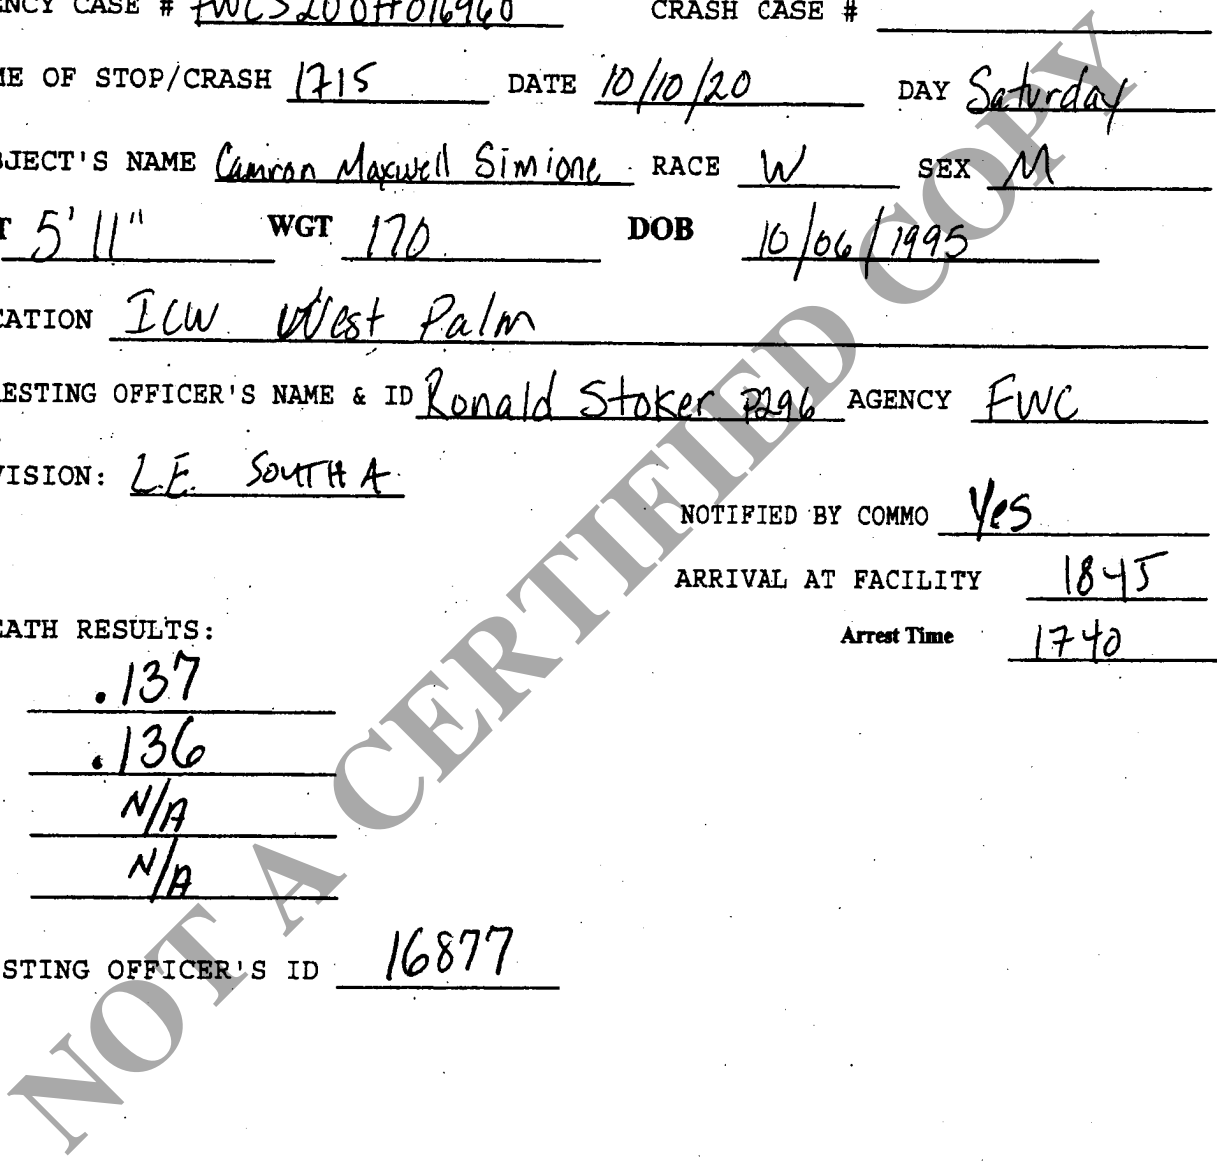 ENCY CASE # FWCS20OFF016960 CRASH CASE #
ME OF STOP/CRASH 1715 DATE 10/10/20 DAY Saturday
BJECT'S NAME Camron Maxwell Simione RACE W SEX M
T 5'11" WGT 170 DOB 10/06/1995
CATION ICW West Palm
RESTING OFFICER'S NAME & ID Ronald Stoker P296 AGENCY FWC
VISION: L.E. SOUTH A
NOTIFIED BY COMMO Yes
ARRIVAL AT FACILITY 1845
EATH RESULTS: Arrest Time 1740
.137
.136
N/A
N/A
STING OFFICER'S ID 16877
NOT A CERTIFIED COPY